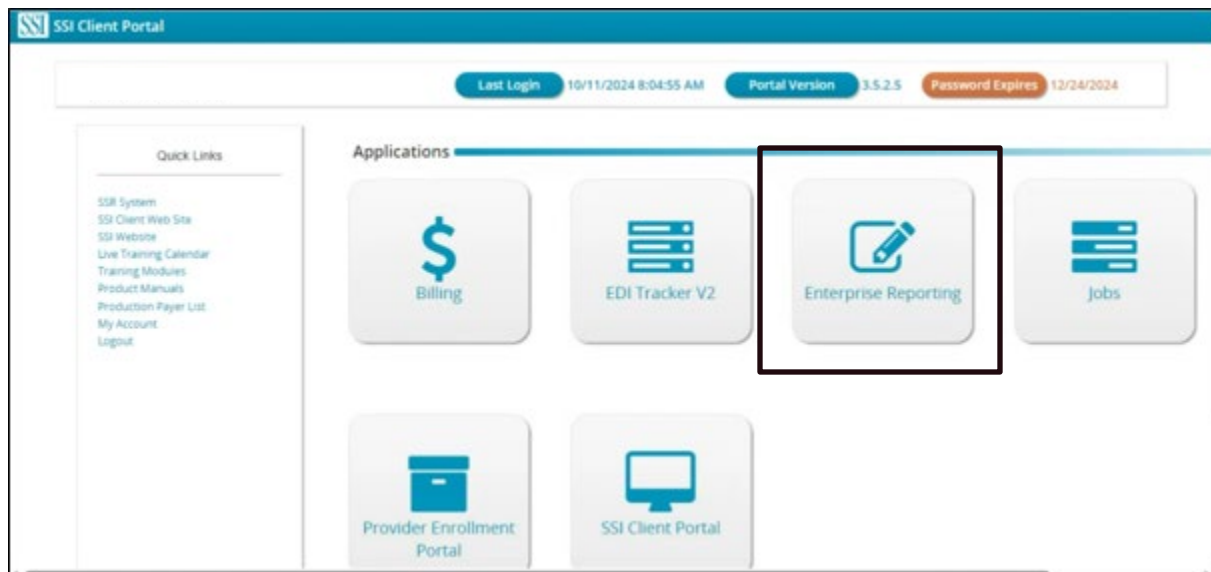 SSI SSI Client Portal
Last Login 10/11/2024 8:04:55 AM Portal Version 3.5.2.5 Password Expires 12/24/2024
Quick Links
SSR System
SSI Client Web Site
SSI Website
Live Training Calendar
Training Modules
Product Manuals
Production Payer List
My Account
Logout
Applications
Billing
EDI Tracker V2
Enterprise Reporting
Jobs
Provider Enrollment
Portal
SSI Client Portal